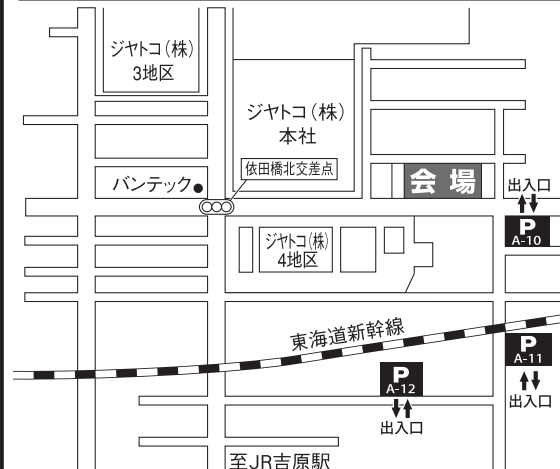 ジヤトコ(株)
3地区
ジヤトコ(株)
本社
依田橋北交差点
バンテック
会 場
出入口
P
A-10
ジヤトコ(株)
4地区
東海道新幹線
P
A-11
出入口
P
A-12
出入口
至JR吉原駅